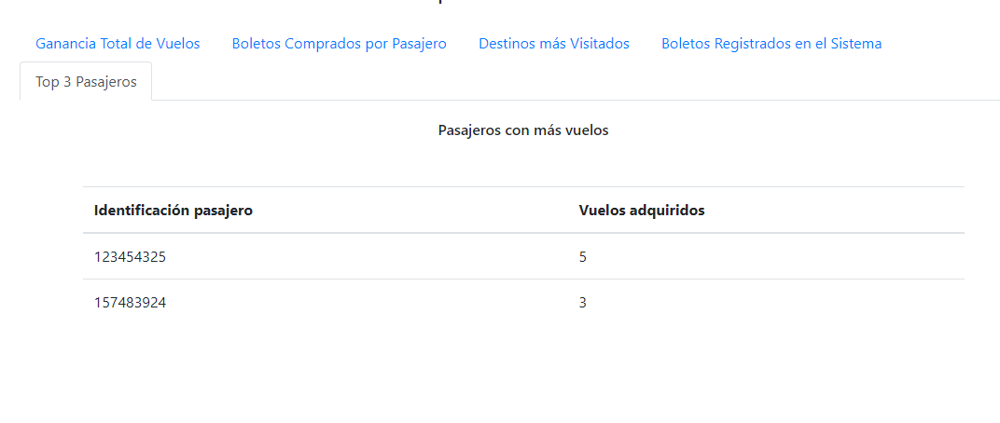 Ganancia Total de Vuelos Boletos Comprados por Pasajero Destinos más Visitados Boletos Registrados en el Sistema
Top 3 Pasajeros
Pasajeros con más vuelos
Identificación pasajero Vuelos adquiridos
123454325 5
157483924 3